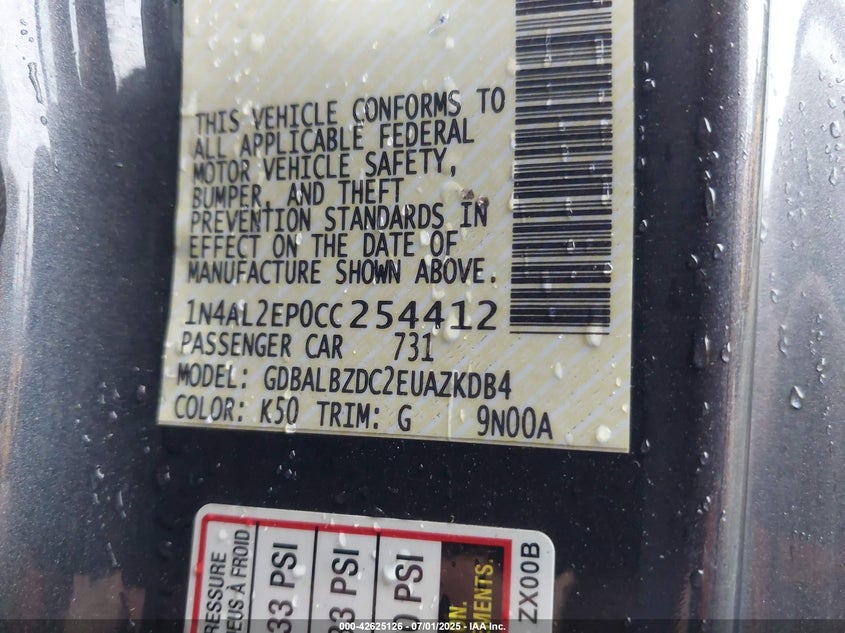 THIS VEHICLE CONFORMS TO
ALL APPLICABLE FEDERAL
MOTOR VEHICLE SAFETY,
BUMPER, AND THEFT
PREVENTION STANDARDS IN
EFFECT ON THE DATE OF
MANUFACTURE SHOWN ABOVE.
1N4AL2EP0CC254412
PASSENGER CAR 731
MODEL: GDBALBZDC2EUAZKDB4
COLOR: K50 TRIM: G 9N00A
À FROID
33 PSI
PSI
PSI
ZX00B
000-42625126 - 07/01/2025 - IAA Inc.